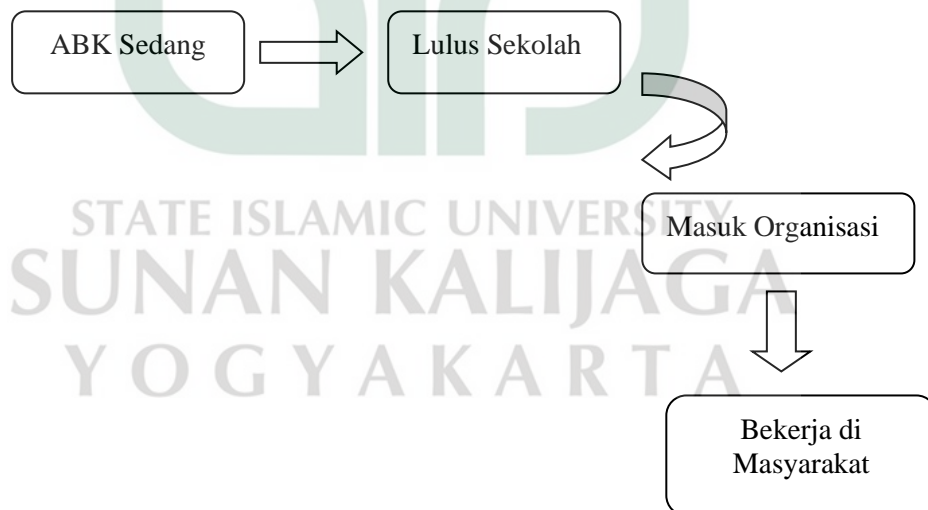 ABK Sedang
Lulus Sekolah
STATE ISLAMIC UNIVERSITY
Masuk Organisasi
SUNAN KALIJAGA
YOGYAKARTA
Bekerja di
Masyarakat